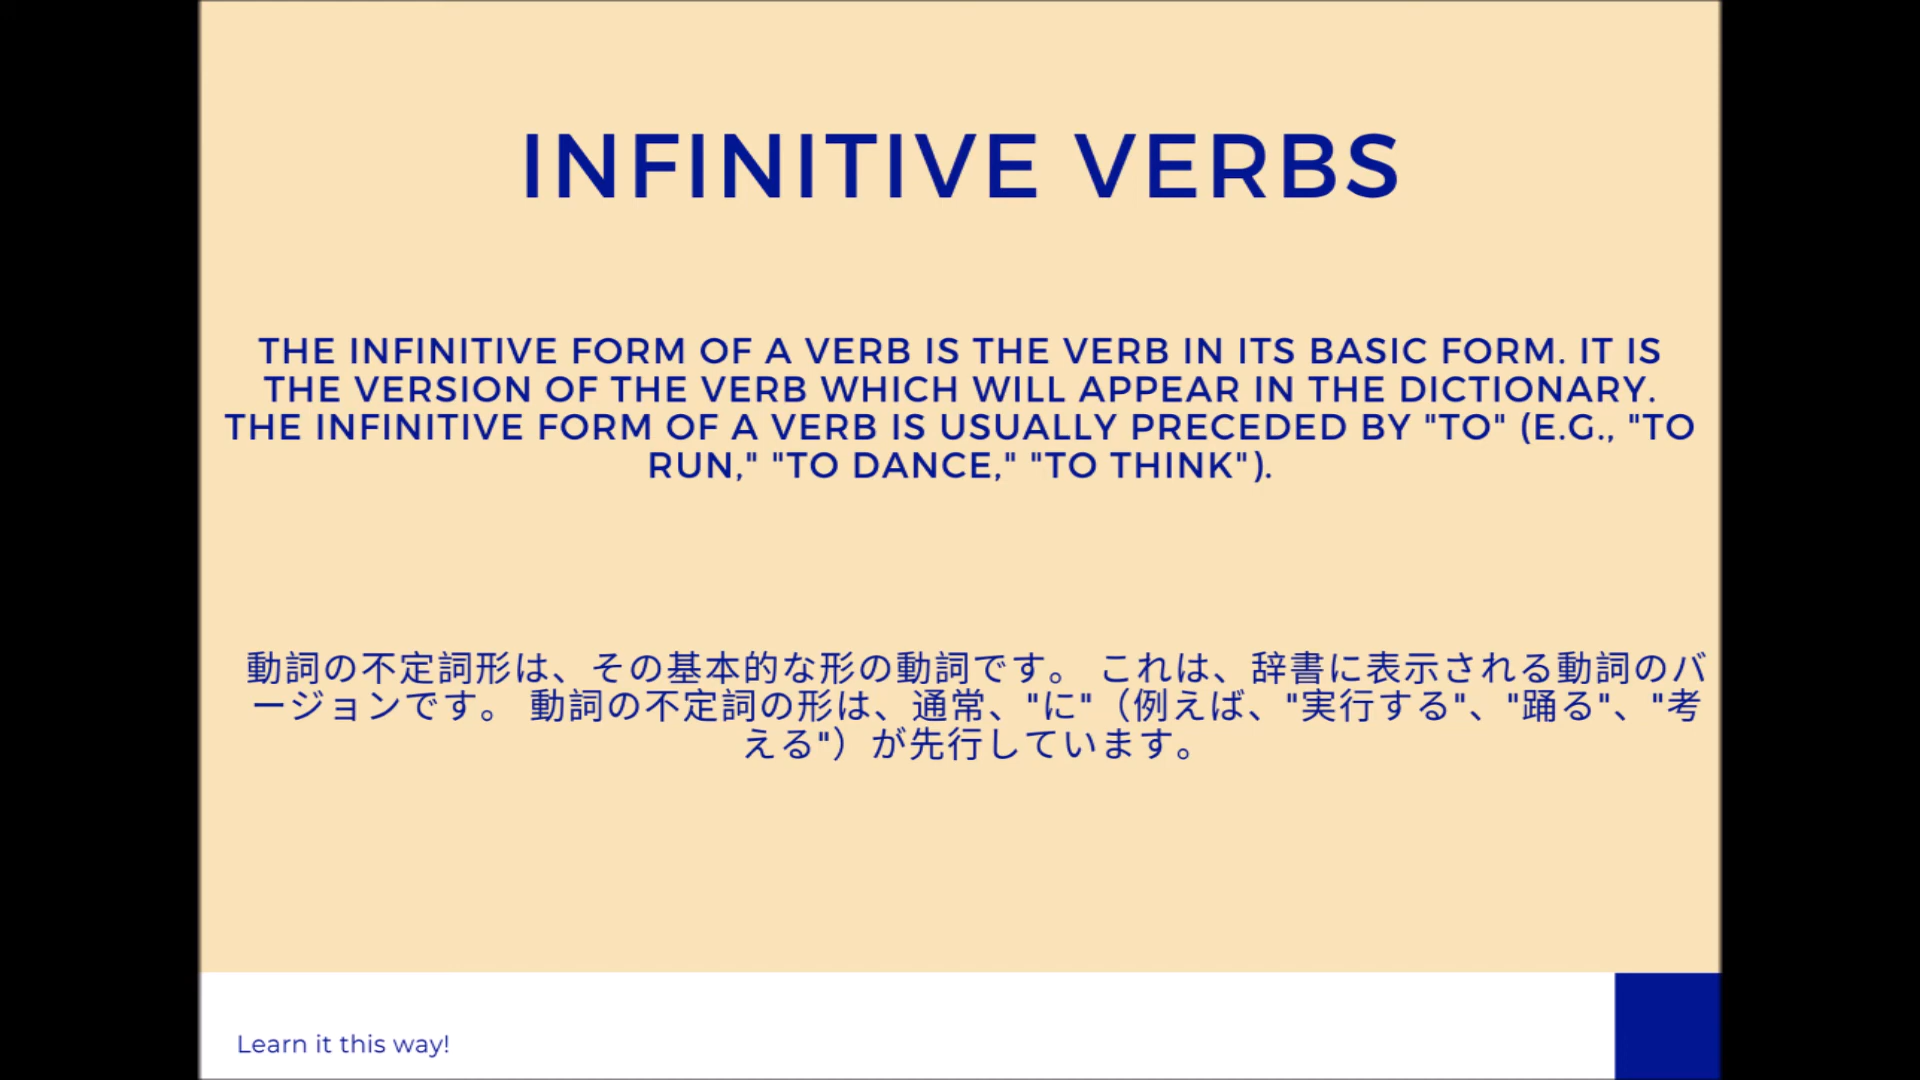 INFINITIVE VERBS
THE INFINITIVE FORM OF A VERB IS THE VERB IN ITS BASIC FORM. IT IS
THE VERSION OF THE VERB WHICH WILL APPEAR IN THE DICTIONARY.
THE INFINITIVE FORM OF A VERB IS USUALLY PRECEDED BY "TO" (E.G., "TO
RUN," "TO DANCE," "TO THINK").
動詞の不定詞形は、その基本的な形の動詞です。 これは、辞書に表示される動詞のバ
ージョンです。 動詞の不定詞の形は、通常、"に"（例えば、"実行する"、"踊る"、"考
える"）が先行しています。
Learn it this way!